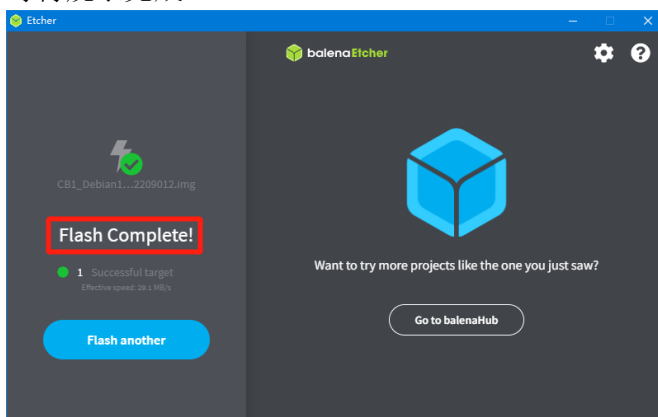 Etcher
balenaEtcher
CB1_Debian1...2209012.img
Flash Complete!
1 Successful target
Effective speed: 29.1 MB/s
Flash another
Want to try more projects like the one you just saw?
Go to balenaHub